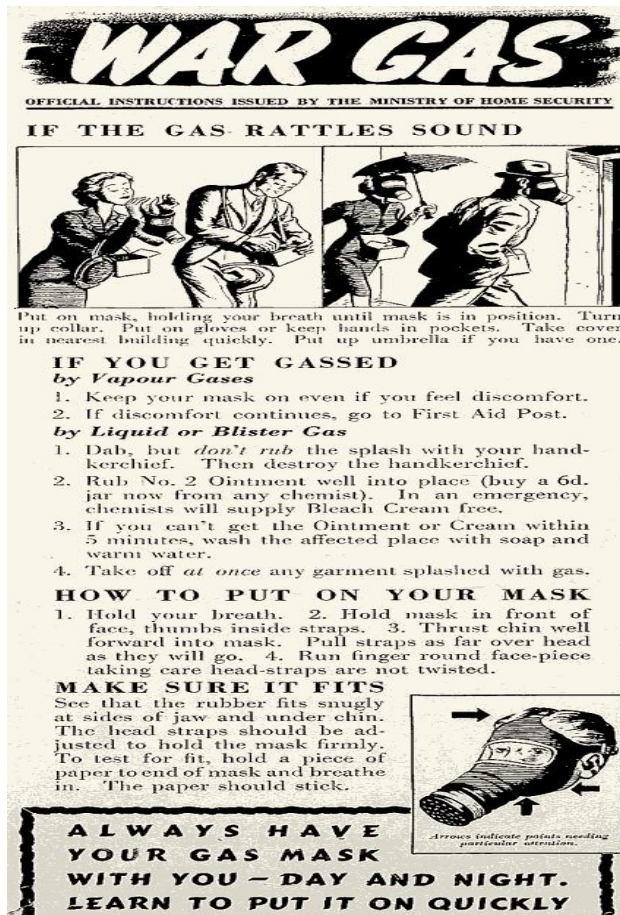 WAR GAS
OFFICIAL INSTRUCTIONS ISSUED BY THE MINISTRY OF HOME SECURITY
IF THE GAS RATTLES SOUND
Put on mask, holding your breath until mask is in position. Turn
up collar. Put on gloves or keep hands in pockets. Take cover
in nearest building quickly. Put up umbrella if you have one.
IF YOU GET GASSED
by Vapour Gases
1. Keep your mask on even if you feel discomfort.
2. If discomfort continues, go to First Aid Post.
by Liquid or Blister Gas
1. Dab, but don't rub the splash with your hand-
kerchief. Then destroy the handkerchief.
2. Rub No. 2 Ointment well into place (buy a 6d.
jar now from any chemist). In an emergency,
chemists will supply Bleach Cream free.
3. If you can't get the Ointment or Cream within
5 minutes, wash the affected place with soap and
warm water.
4. Take off at once any garment splashed with gas.
HOW TO PUT ON YOUR MASK
1. Hold your breath. 2. Hold mask in front of
face, thumbs inside straps. 3. Thrust chin well
forward into mask. Pull straps as far over head
as they will go. 4. Run finger round face-piece
taking care head-straps are not twisted.
MAKE SURE IT FITS
See that the rubber fits snugly
at sides of jaw and under chin.
The head straps should be ad-
justed to hold the mask firmly.
To test for fit, hold a piece of
paper to end of mask and breathe
in. The paper should stick.
Arrows indicate points needing
particular attention.
ALWAYS HAVE
YOUR GAS MASK
WITH YOU – DAY AND NIGHT.
LEARN TO PUT IT ON QUICKLY